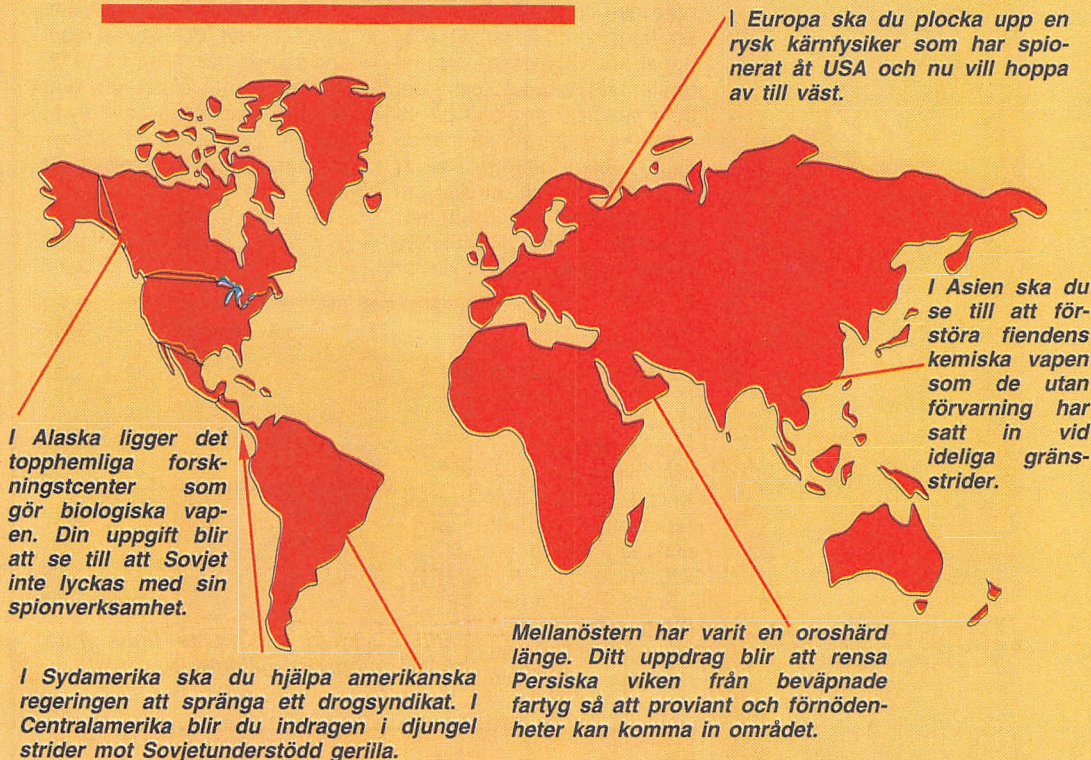 I Europa ska du plocka upp en
rysk kärnfysiker som har spio-
nerat åt USA och nu vill hoppa
av till väst.
I Asien ska du
se till att för-
störa fiendens
kemiska vapen
som de utan
förvarning har
satt in vid
ideliga gräns-
strider.
I Alaska ligger det
topphemliga forsk-
ningstcenter som
gör biologiska vap-
en. Din uppgift blir
att se till att Sovjet
inte lyckas med sin
spionverksamhet.
I Sydamerika ska du hjälpa amerikanska
regeringen att spränga ett drogsyndikat. I
Centralamerika blir du indragen i djungel
strider mot Sovjetunderstödd gerilla.
Mellanöstern har varit en oroshärd
länge. Ditt uppdrag blir att rensa
Persiska viken från beväpnade
fartyg så att proviant och förnöden-
heter kan komma in området.